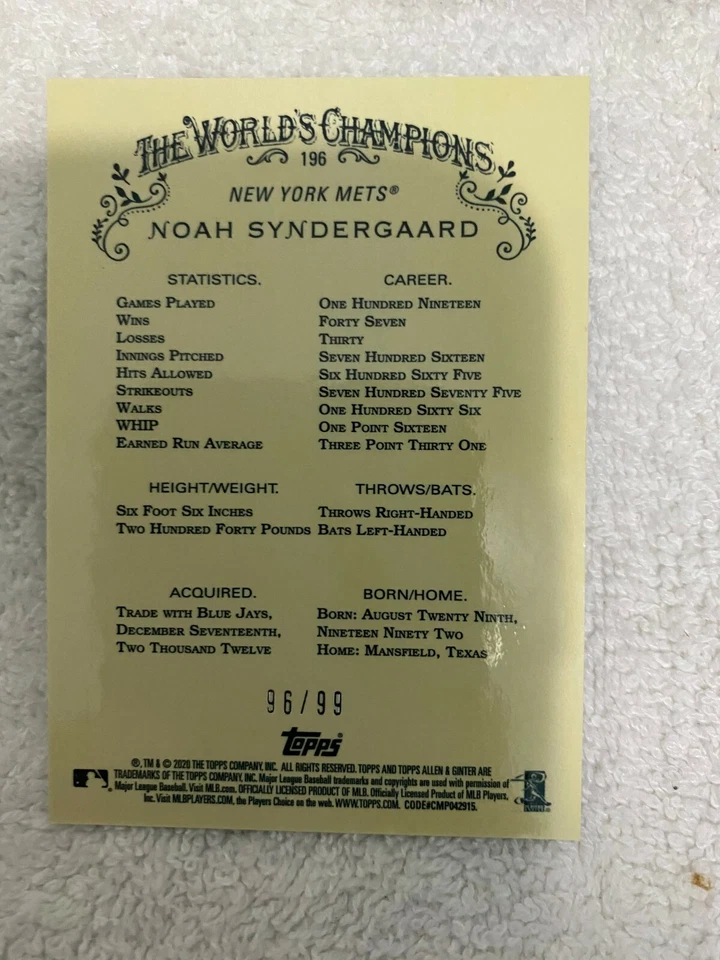 THE WORLD'S CHAMPIONS
196
NEW YORK METS®
NOAH SYNDERGAARD
STATISTICS. CAREER.
GAMES PLAYED ONE HUNDRED NINETEEN
WINS FORTY SEVEN
LOSSES THIRTY
INNINGS PITCHED SEVEN HUNDRED SIXTEEN
HITS ALLOWED SIX HUNDRED SIXTY FIVE
STRIKEOUTS SEVEN HUNDRED SEVENTY FIVE
WALKS ONE HUNDRED SIXTY SIX
WHIP ONE POINT SIXTEEN
EARNED RUN AVERAGE THREE POINT THIRTY ONE
HEIGHT/WEIGHT. THROWS/BATS.
SIX FOOT SIX INCHES THROWS RIGHT-HANDED
TWO HUNDRED FORTY POUNDS BATS LEFT-HANDED
ACQUIRED. BORN/HOME.
TRADE WITH BLUE JAYS, BORN: AUGUST TWENTY NINTH,
DECEMBER SEVENTEENTH, NINETEEN NINETY TWO
TWO THOUSAND TWELVE HOME: MANSFIELD, TEXAS
96/99
topps®
®, TM & © 2020 THE TOPPS COMPANY, INC. ALL RIGHTS RESERVED. TOPPS AND TOPPS ALLEN & GINTER ARE
TRADEMARKS OF THE TOPPS COMPANY, INC. Major League Baseball trademarks and copyrights are used with permission of
Major League Baseball. Visit MLB.com. OFFICIALLY LICENSED PRODUCT OF MLB. Officially Licensed Product of MLB Players,
Inc. Visit MLBPLAYERS.COM, the Players Choice on the web. WWW.TOPPS.COM. CODE#CMP042915.